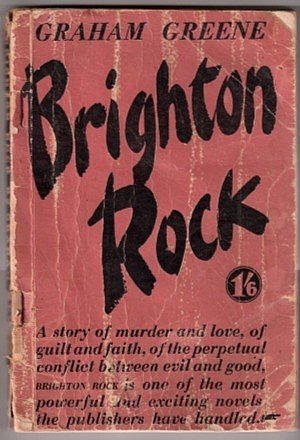 GRAHAM GREENE
Brighton
Rock
1/6
A story of murder and love, of
guilt and faith, of the perpetual
conflict between evil and good,
BRIGHTON ROCK is one of the most
powerful and exciting novels
the publishers have handled.